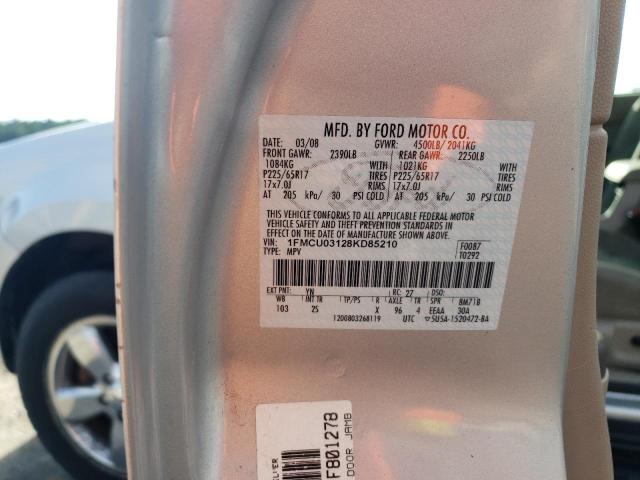 MFD. BY FORD MOTOR CO.
DATE: 03/08 GVWR: 4500LB/ 2041KG
FRONT GAWR: 2390LB REAR GAWR: 2250LB
1084KG WITH 1021KG WITH
P225/65R17 TIRES P225/65R17 TIRES
17x7.0J RIMS 17x7.0J RIMS
AT 205 kPa/ 30 PSI COLD AT 205 kPa/ 30 PSI COLD
THIS VEHICLE CONFORMS TO ALL APPLICABLE FEDERAL MOTOR
VEHICLE SAFETY AND THEFT PREVENTION STANDARDS IN
EFFECT ON THE DATE OF MANUFACTURE SHOWN ABOVE.
VIN: 1FMCU03128KD85210 F0087
TYPE: MPV T0292
EXT PNT: YN RC: 27 DSO:
WB INT TR TP/PS R AXLE TR SPR 8M71B
103 2S X 96 4 EEAA 30A
1200803268119 UTC 5U5A-1520472-BA
F801278
DOOR JAMB